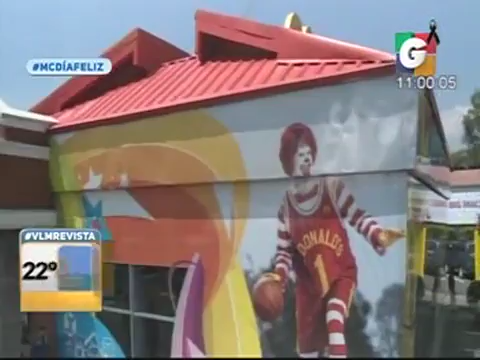 #MCDÍAFELIZ
G
11:00 05
#VLMREVISTA
22°
DONALD'S
1